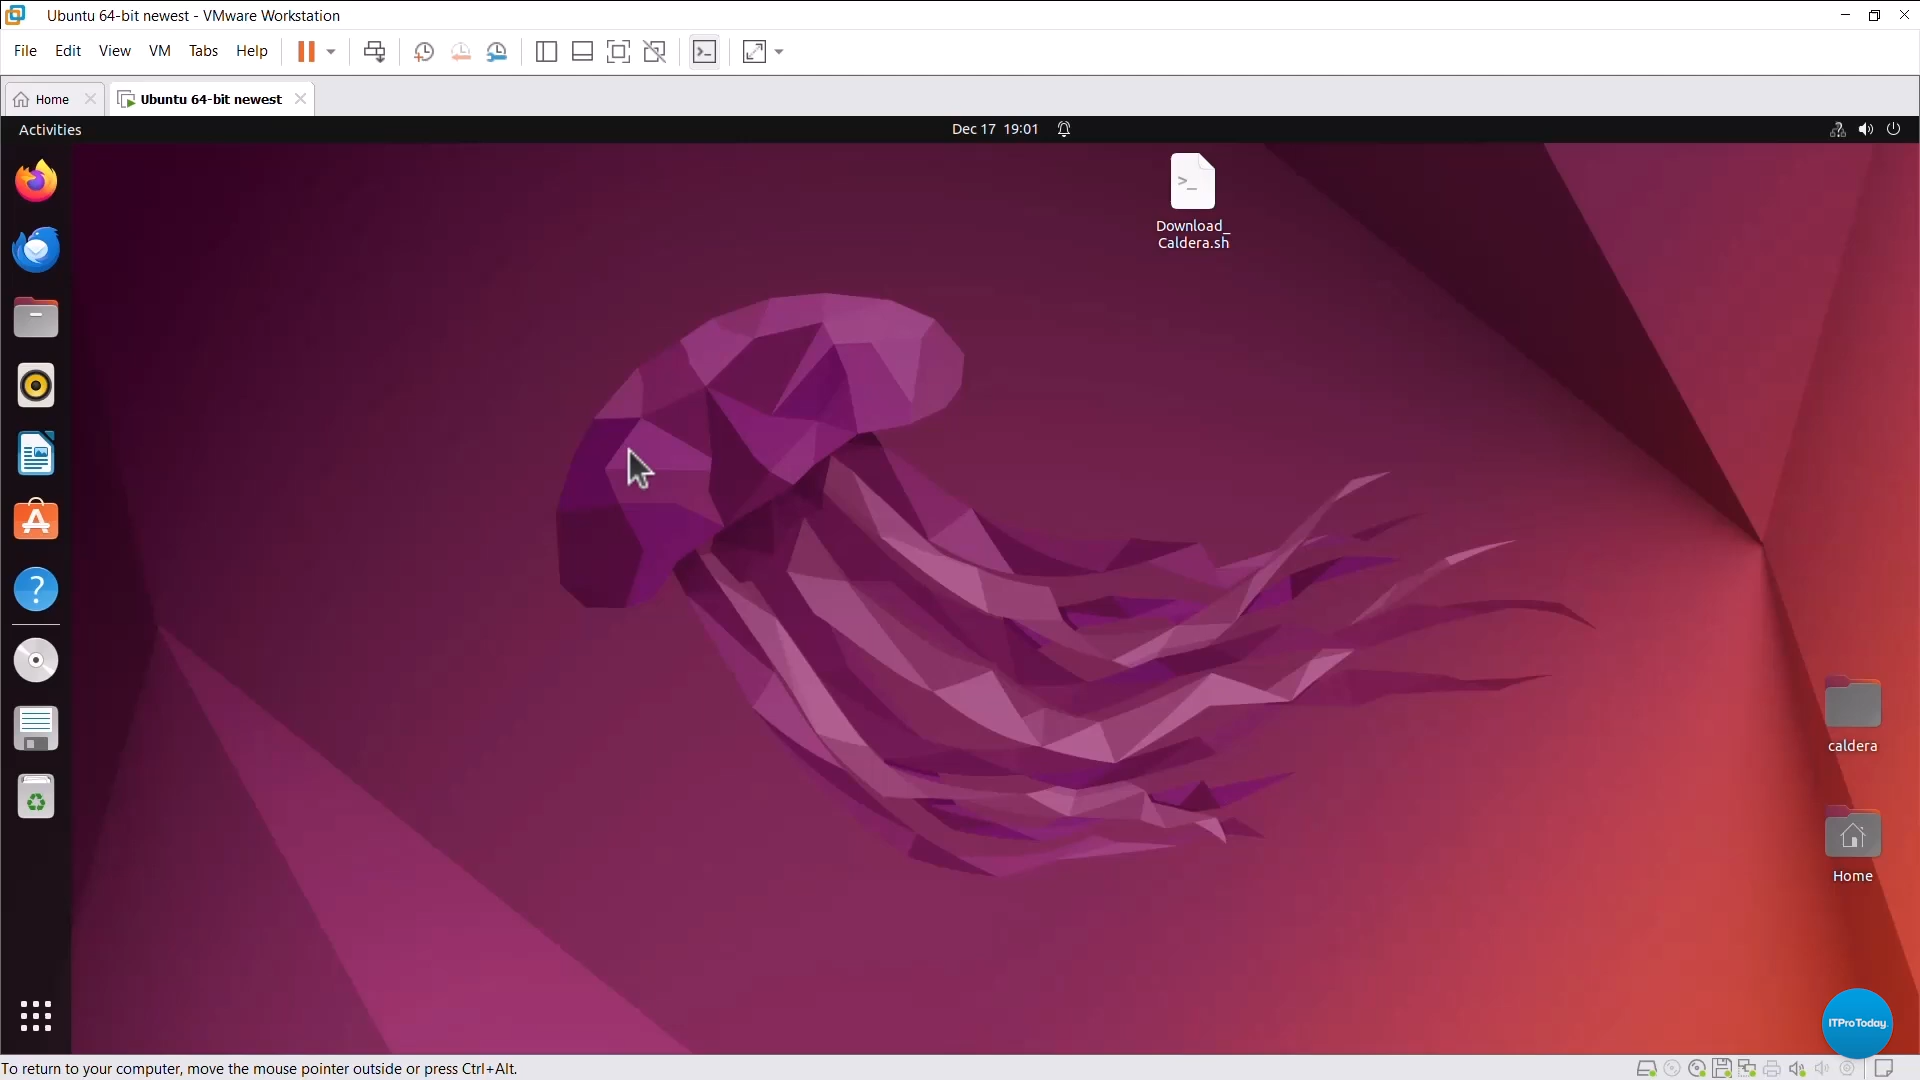 Ubuntu 64-bit newest - VMware Workstation
File Edit View VM Tabs Help
Home
Ubuntu 64-bit newest
Activities
Dec 17 19:01
Download_
Caldera.sh
caldera
Home
ITProToday.
To return to your computer, move the mouse pointer outside or press Ctrl+Alt.